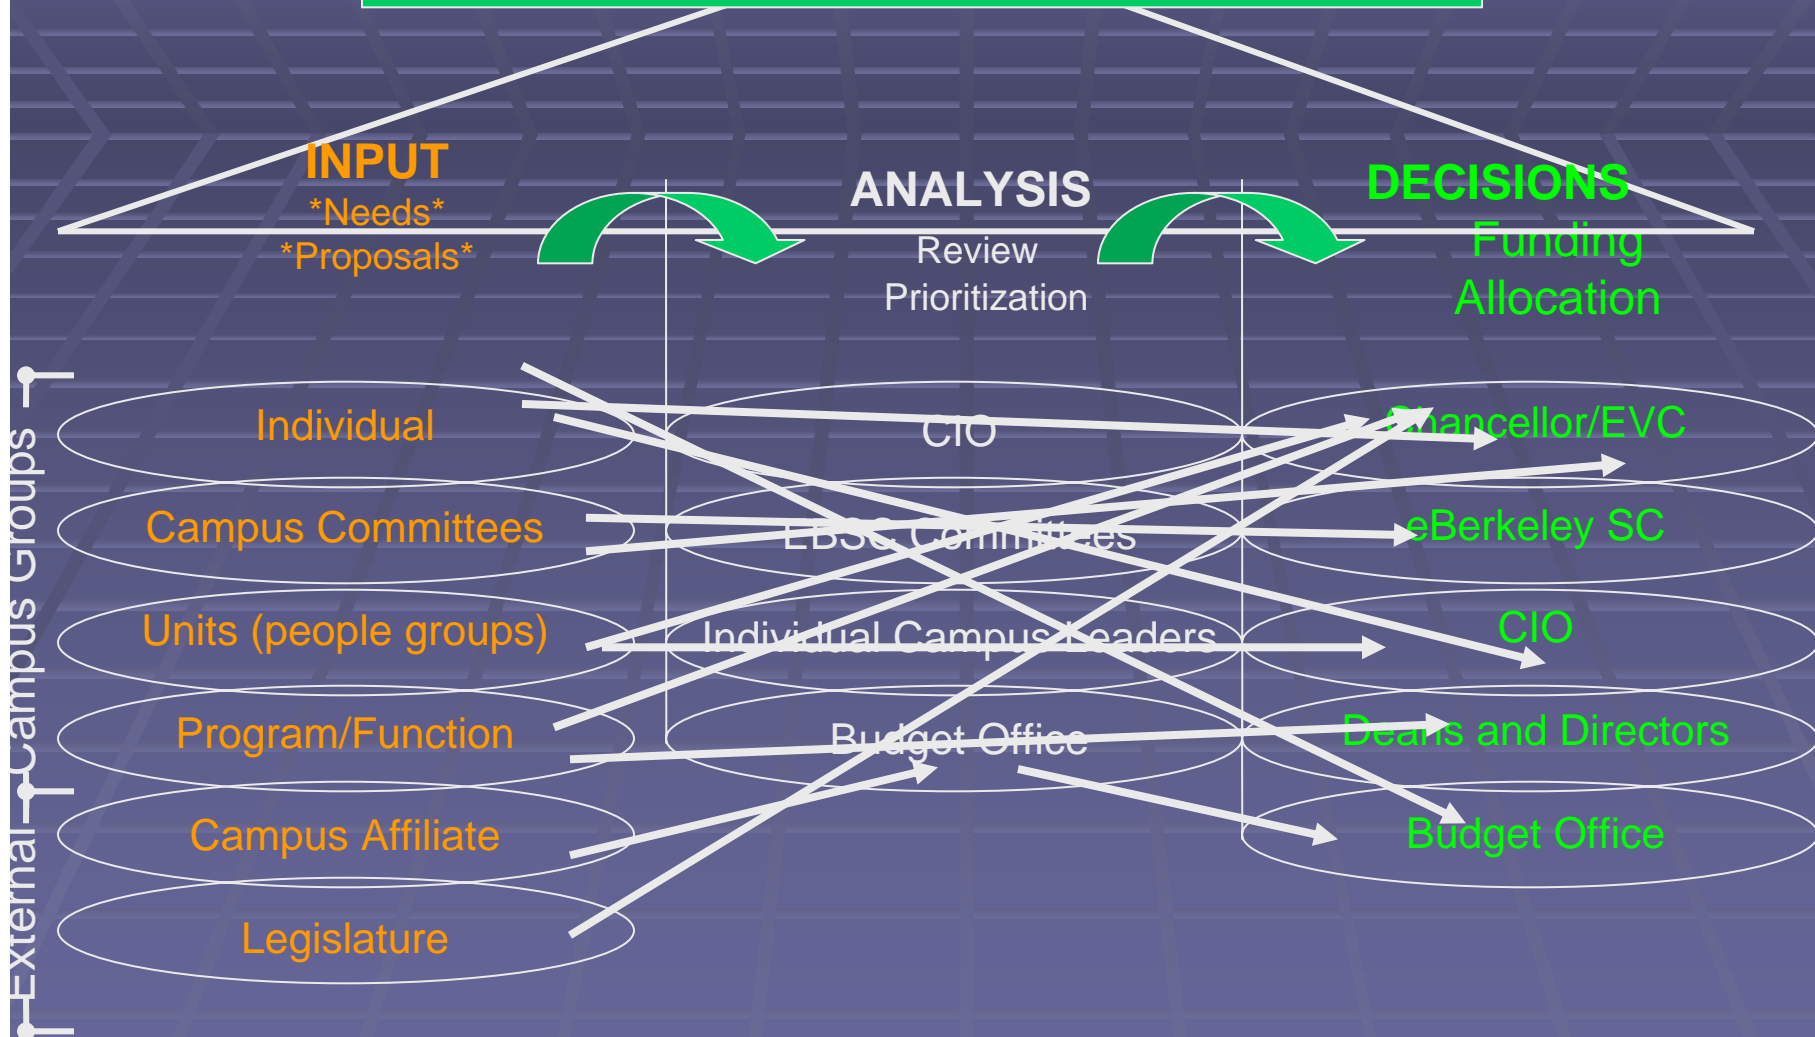 INPUT
*Needs*
*Proposals*
ANALYSIS
Review
Prioritization
DECISIONS
Funding
Allocation
Campus Groups
External
Individual
Campus Committees
Units (people groups)
Program/Function
Campus Affiliate
Legislature
CIO
EBSC Committees
Individual Campus Leaders
Budget Office
Chancellor/EVC
eBerkeley SC
CIO
Deans and Directors
Budget Office